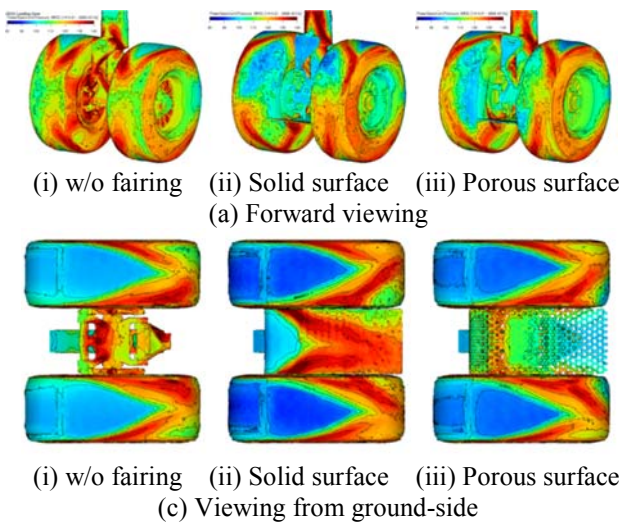 (i) w/o fairing (ii) Solid surface (iii) Porous surface
(a) Forward viewing
(i) w/o fairing (ii) Solid surface (iii) Porous surface
(c) Viewing from ground-side